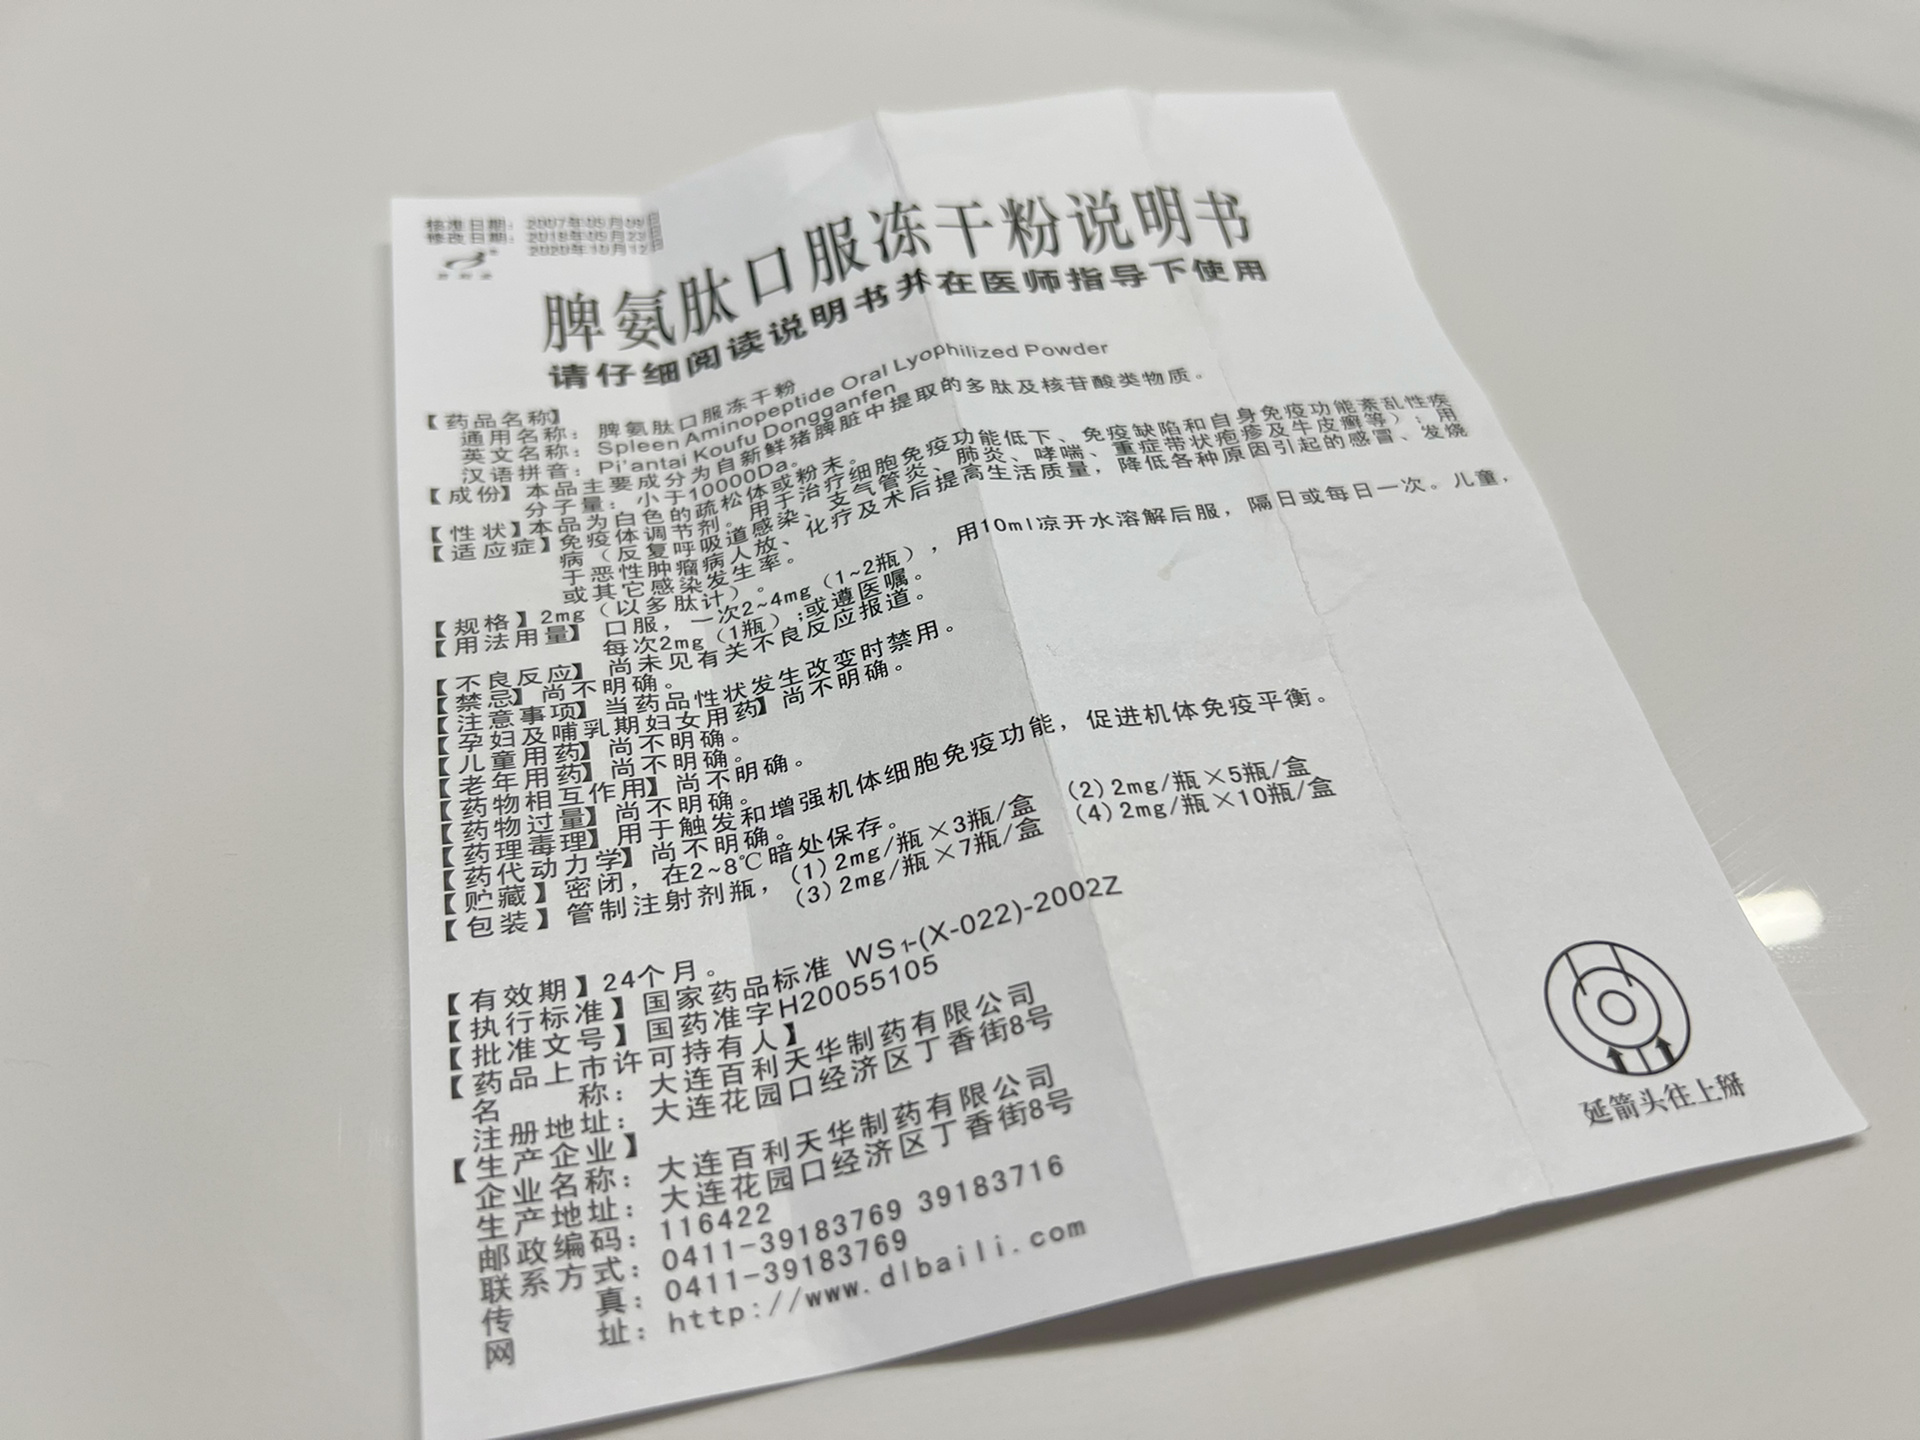 核准日期：2007年05月09日
修改日期：2018年05月23日
2020年10月12日
脾氨肽口服冻干粉说明书
请仔细阅读说明书并在医师指导下使用
【药品名称】
通用名称：脾氨肽口服冻干粉
英文名称：Spleen Aminopeptide Oral Lyophilized Powder
汉语拼音：Pi'antai Koufu Dongganfen
【成份】本品主要成分为自新鲜猪脾脏中提取的多肽及核苷酸类物质。
分子量：小于10000Da。
【性状】本品为白色的疏松体或粉末。
【适应症】免疫调节剂。用于治疗细胞免疫功能低下、免疫缺陷和自身免疫功能紊乱性疾
病（反复呼吸道感染、支气管炎、肺炎、哮喘、重症带状疱疹及牛皮癣等）；用
于恶性肿瘤病人放、化疗及术后提高生活质量，降低各种原因引起的感冒、发烧
或其它感染发生率。
【规格】2mg（以多肽计）。
【用法用量】口服，一次2~4mg（1~2瓶），用10ml凉开水溶解后服，隔日或每日一次。儿童，
每次2mg（1瓶）;或遵医嘱。
【不良反应】尚未见有关不良反应报道。
【禁忌】尚不明确。
【注意事项】当药品性状发生改变时禁用。
【孕妇及哺乳期妇女用药】尚不明确。
【儿童用药】尚不明确。
【老年用药】尚不明确。
【药物相互作用】尚不明确。
【药物过量】尚不明确。
【药理毒理】用于触发和增强机体细胞免疫功能，促进机体免疫平衡。
【药代动力学】尚不明确。
【贮藏】密闭，在2~8℃暗处保存。
【包装】管制注射剂瓶，(1)2mg/瓶×3瓶/盒 (2)2mg/瓶×5瓶/盒
(3)2mg/瓶×7瓶/盒 (4)2mg/瓶×10瓶/盒
【有效期】24个月。
【执行标准】国家药品标准 WS1-(X-022)-2002Z
【批准文号】国药准字H20055105
【药品上市许可持有人】
名称：大连百利天华制药有限公司
注册地址：大连花园口经济区丁香街8号
【生产企业】
企业名称：大连百利天华制药有限公司
生产地址：大连花园口经济区丁香街8号
邮政编码：116422
联系方式：0411-39183769 39183716
传真：0411-39183769
网址：http://www.dlbaili.com
延箭头往上掰